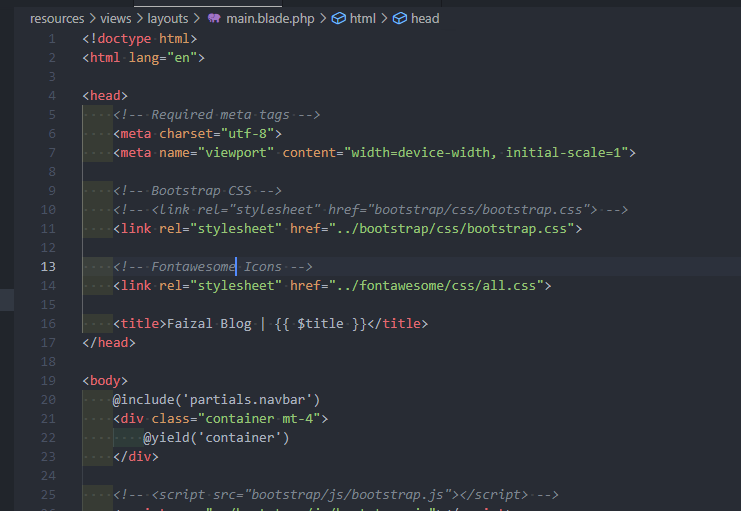 resources > views > layouts > main.blade.php > html > head
1 <!doctype html>
2 <html lang="en">
3
4 <head>
5 <!-- Required meta tags -->
6 <meta charset="utf-8">
7 <meta name="viewport" content="width=device-width, initial-scale=1">
8
9 <!-- Bootstrap CSS -->
10 <!-- <link rel="stylesheet" href="bootstrap/css/bootstrap.css"> -->
11 <link rel="stylesheet" href="../bootstrap/css/bootstrap.css">
12
13 <!-- Fontawesome Icons -->
14 <link rel="stylesheet" href="../fontawesome/css/all.css">
15
16 <title>Faizal Blog | {{ $title }}</title>
17 </head>
18
19 <body>
20 @include('partials.navbar')
21 <div class="container mt-4">
22 @yield('container')
23 </div>
24
25 <!-- <script src="bootstrap/js/bootstrap.js"></script> -->